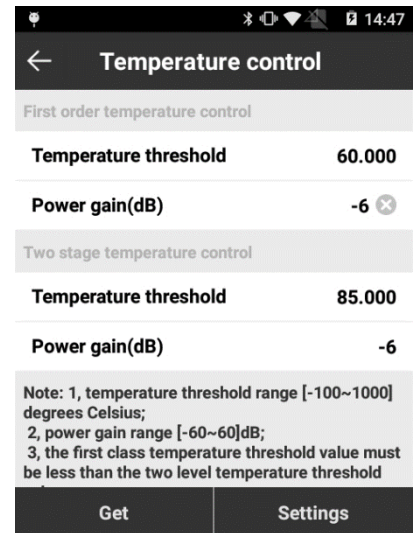 14:47
Temperature control
First order temperature control
Temperature threshold 60.000
Power gain(dB) -6
Two stage temperature control
Temperature threshold 85.000
Power gain(dB) -6
Note: 1, temperature threshold range [-100~1000]
degrees Celsius;
2, power gain range [-60~60]dB;
3, the first class temperature threshold value must
be less than the two level temperature threshold
Get Settings